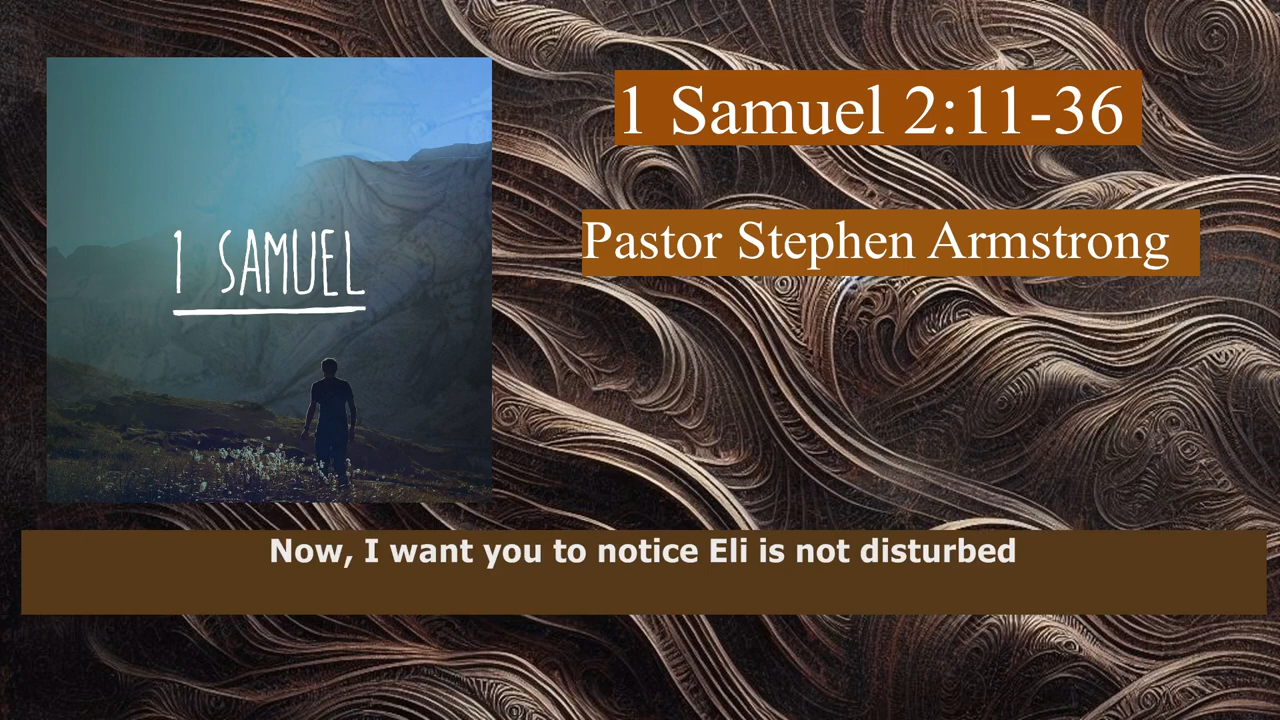 1 Samuel 2:11-36
1 SAMUEL
Pastor Stephen Armstrong
Now, I want you to notice Eli is not disturbed